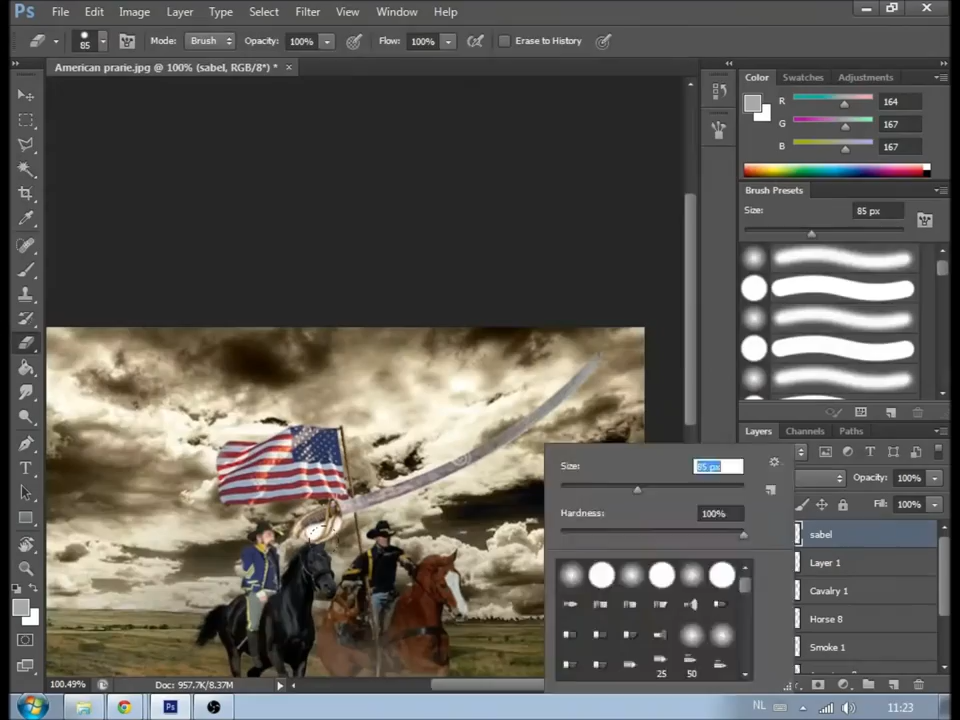 Ps File Edit Image Layer Type Select Filter View Window Help
85 Mode: Brush Opacity: 100% Flow: 100% Erase to History
American prarie.jpg @ 100% (sabel, RGB/8*) *
Color Swatches Adjustments
R 164
G 167
B 167
Brush Presets
Size: 85 px
Layers Channels Paths
Size: 85 px
Opacity: 100%
Hardness: 100%
Fill: 100%
sabel
Layer 1
Cavalry 1
Horse 8
Smoke 1
25 50
100.49% Doc: 957.7K/8.37M
Ps NL 11:23